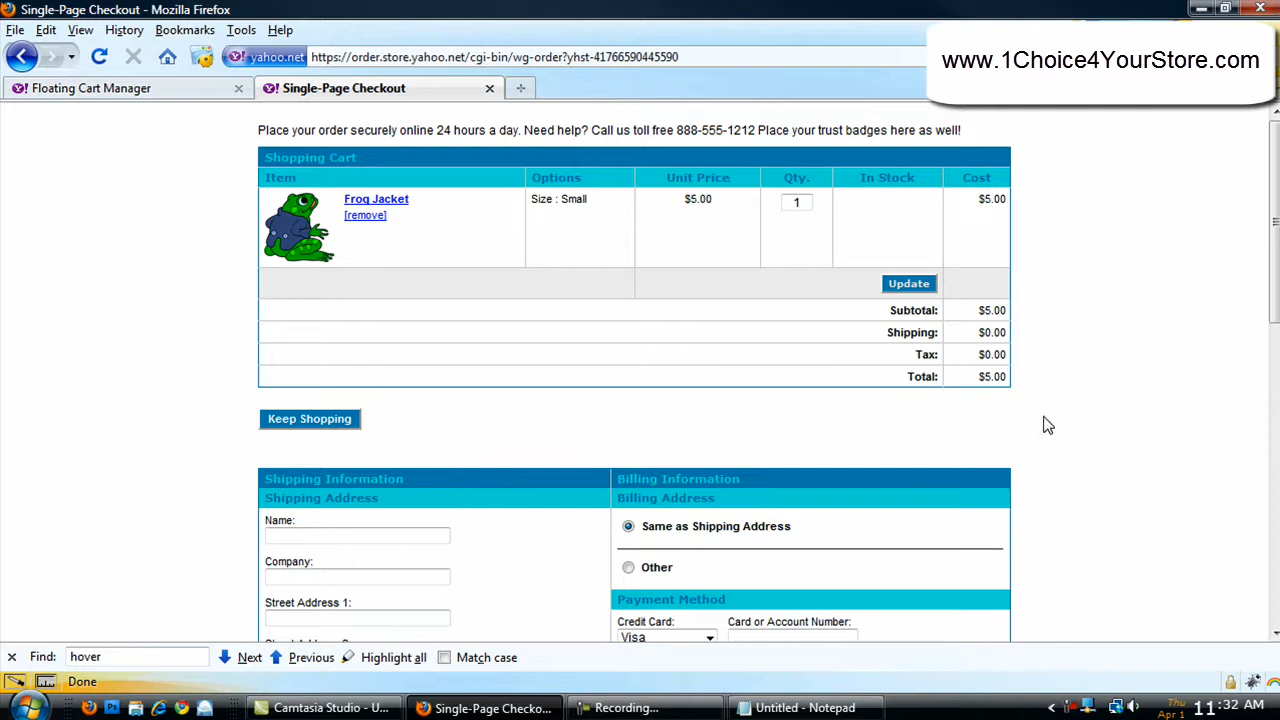 Single-Page Checkout - Mozilla Firefox
File Edit View History Bookmarks Tools Help
yahoo.net https://order.store.yahoo.net/cgi-bin/wg-order?yhst-41766590445590
www.1Choice4YourStore.com
Floating Cart Manager
Single-Page Checkout
Place your order securely online 24 hours a day. Need help? Call us toll free 888-555-1212 Place your trust badges here as well!
Shopping Cart
Item Options Unit Price Qty. In Stock Cost
Frog Jacket Size : Small $5.00 1 $5.00
[remove]
Update
Subtotal: $5.00
Shipping: $0.00
Tax: $0.00
Total: $5.00
Keep Shopping
Shipping Information
Shipping Address
Name:
Company:
Street Address 1:
Billing Information
Billing Address
Same as Shipping Address
Other
Payment Method
Credit Card: Card or Account Number:
Visa
Find: hover Next Previous Highlight all Match case
Done
Camtasia Studio - U... Single-Page Checko... Recording... Untitled - Notepad
Thu
Apr 1
11:32 AM